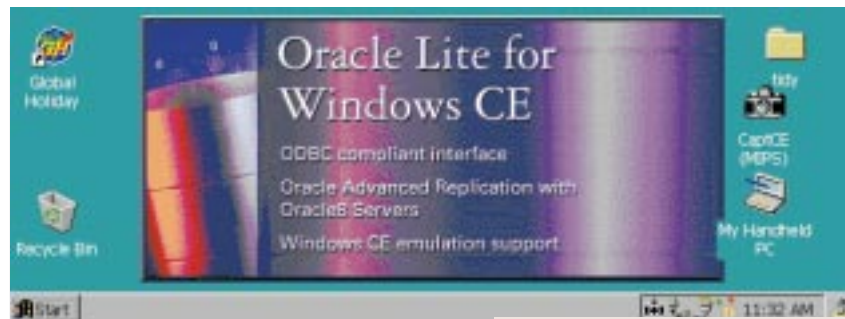 Global
Holiday
Recycle Bin
Oracle Lite for
Windows CE
ODBC compliant interface
Oracle Advanced Replication with
Oracle8 Servers
Windows CE emulation support
tidy
CaptCE
(MIPS)
My Handheld
PC
Start
11:32 AM